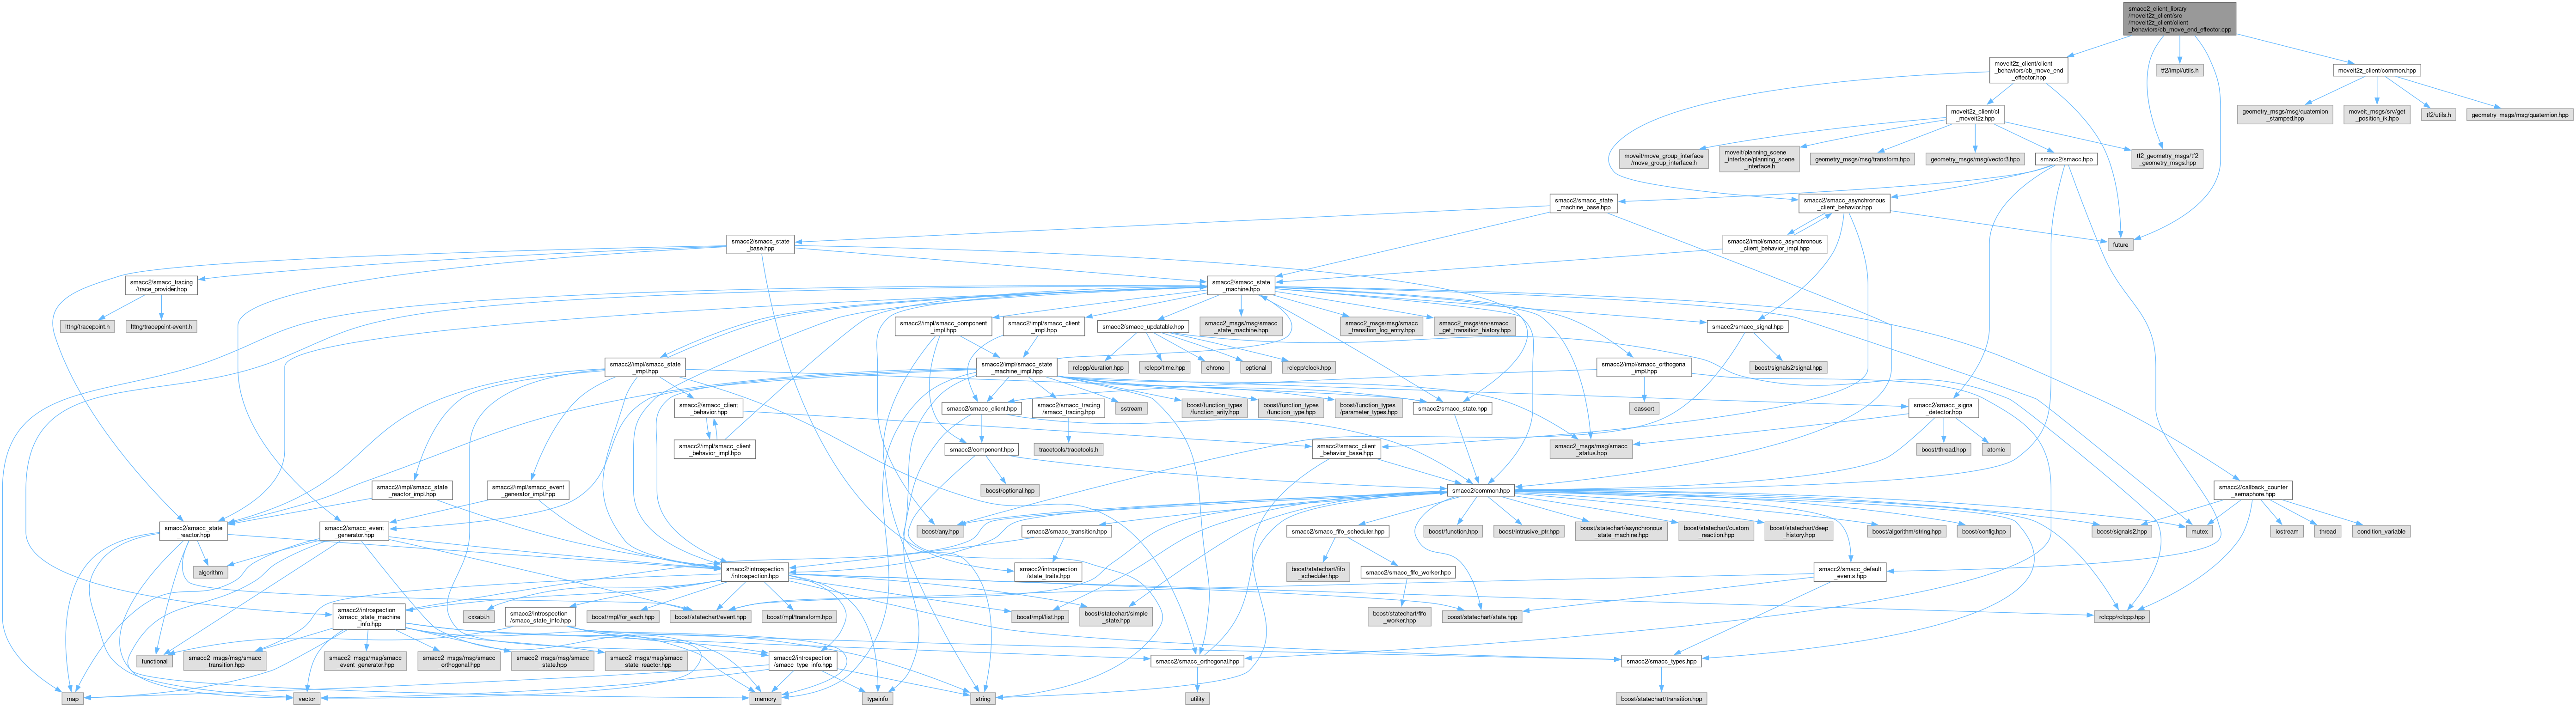 smacc2_client_library
/moveit2z_client/src
/moveit2z_client/client
_behaviors/cb_move_end_effector.cpp
moveit2z_client/client
_behaviors/cb_move_end
_effector.hpp
tf2/impl/utils.h
moveit2z_client/common.hpp
moveit2z_client/cl
_moveit2z.hpp
geometry_msgs/msg/quaternion
_stamped.hpp
moveit_msgs/srv/get
_position_ik.hpp
tf2/utils.h
geometry_msgs/msg/quaternion.hpp
moveit/move_group_interface
/move_group_interface.h
moveit/planning_scene
_interface/planning_scene
_interface.h
geometry_msgs/msg/transform.hpp
geometry_msgs/msg/vector3.hpp
smacc2/smacc.hpp
tf2_geometry_msgs/tf2
_geometry_msgs.hpp
smacc2/smacc_state
_machine_base.hpp
smacc2/smacc_asynchronous
_client_behavior.hpp
smacc2/smacc_state
_base.hpp
smacc2/impl/smacc_asynchronous
_client_behavior_impl.hpp
future
smacc2/smacc_tracing
/trace_provider.hpp
smacc2/smacc_state
_machine.hpp
lttng/tracepoint.h
lttng/tracepoint-event.h
smacc2/impl/smacc_component
_impl.hpp
smacc2/impl/smacc_client
_impl.hpp
smacc2/smacc_updatable.hpp
smacc2_msgs/msg/smacc
_state_machine.hpp
smacc2_msgs/msg/smacc
_transition_log_entry.hpp
smacc2_msgs/srv/smacc
_get_transition_history.hpp
smacc2/smacc_signal.hpp
smacc2/impl/smacc_state
_impl.hpp
smacc2/impl/smacc_state
_machine_impl.hpp
rclcpp/duration.hpp
rclcpp/time.hpp
chrono
optional
rclcpp/clock.hpp
smacc2/impl/smacc_orthogonal
_impl.hpp
boost/signals2/signal.hpp
smacc2/smacc_client
_behavior.hpp
smacc2/smacc_client.hpp
smacc2/smacc_tracing
/smacc_tracing.hpp
sstream
boost/function_types
/function_arity.hpp
boost/function_types
/function_type.hpp
boost/function_types
/parameter_types.hpp
smacc2/smacc_state.hpp
cassert
smacc2/smacc_signal
_detector.hpp
smacc2/impl/smacc_client
_behavior_impl.hpp
smacc2/component.hpp
tracetools/tracetools.h
smacc2/smacc_client
_behavior_base.hpp
smacc2_msgs/msg/smacc
_status.hpp
boost/thread.hpp
atomic
smacc2/impl/smacc_state
_reactor_impl.hpp
smacc2/impl/smacc_event
_generator_impl.hpp
boost/optional.hpp
smacc2/common.hpp
smacc2/callback_counter
_semaphore.hpp
smacc2/smacc_state
_reactor.hpp
smacc2/smacc_event
_generator.hpp
boost/any.hpp
smacc2/smacc_transition.hpp
smacc2/smacc_fifo_scheduler.hpp
boost/function.hpp
boost/intrusive_ptr.hpp
boost/statechart/asynchronous
_state_machine.hpp
boost/statechart/custom
_reaction.hpp
boost/statechart/deep
_history.hpp
boost/algorithm/string.hpp
boost/config.hpp
boost/signals2.hpp
mutex
iostream
thread
condition_variable
algorithm
smacc2/introspection
/introspection.hpp
smacc2/introspection
/state_traits.hpp
boost/statechart/fifo
_scheduler.hpp
smacc2/smacc_fifo_worker.hpp
smacc2/smacc_default
_events.hpp
smacc2/introspection
/smacc_state_machine
_info.hpp
cxxabi.h
smacc2/introspection
/smacc_state_info.hpp
boost/mpl/for_each.hpp
boost/statechart/event.hpp
boost/mpl/transform.hpp
boost/mpl/list.hpp
boost/statechart/simple
_state.hpp
boost/statechart/fifo
_worker.hpp
boost/statechart/state.hpp
rclcpp/rclcpp.hpp
functional
smacc2_msgs/msg/smacc
_transition.hpp
smacc2_msgs/msg/smacc
_event_generator.hpp
smacc2_msgs/msg/smacc
_orthogonal.hpp
smacc2_msgs/msg/smacc
_state.hpp
smacc2_msgs/msg/smacc
_state_reactor.hpp
smacc2/introspection
/smacc_type_info.hpp
smacc2/smacc_orthogonal.hpp
smacc2/smacc_types.hpp
map
vector
memory
typeinfo
string
utility
boost/statechart/transition.hpp